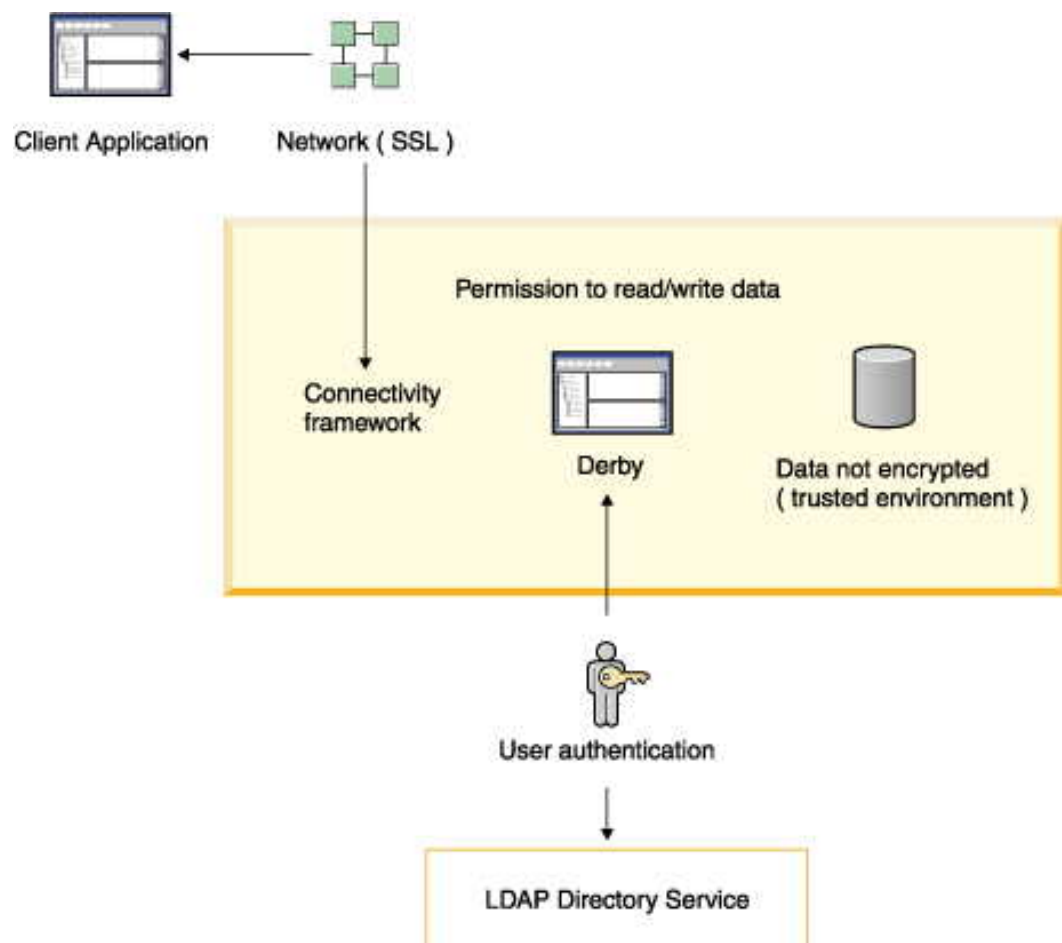 Client Application
Network ( SSL )
Permission to read/write data
Connectivity
framework
Derby
Data not encrypted
( trusted environment )
User authentication
LDAP Directory Service